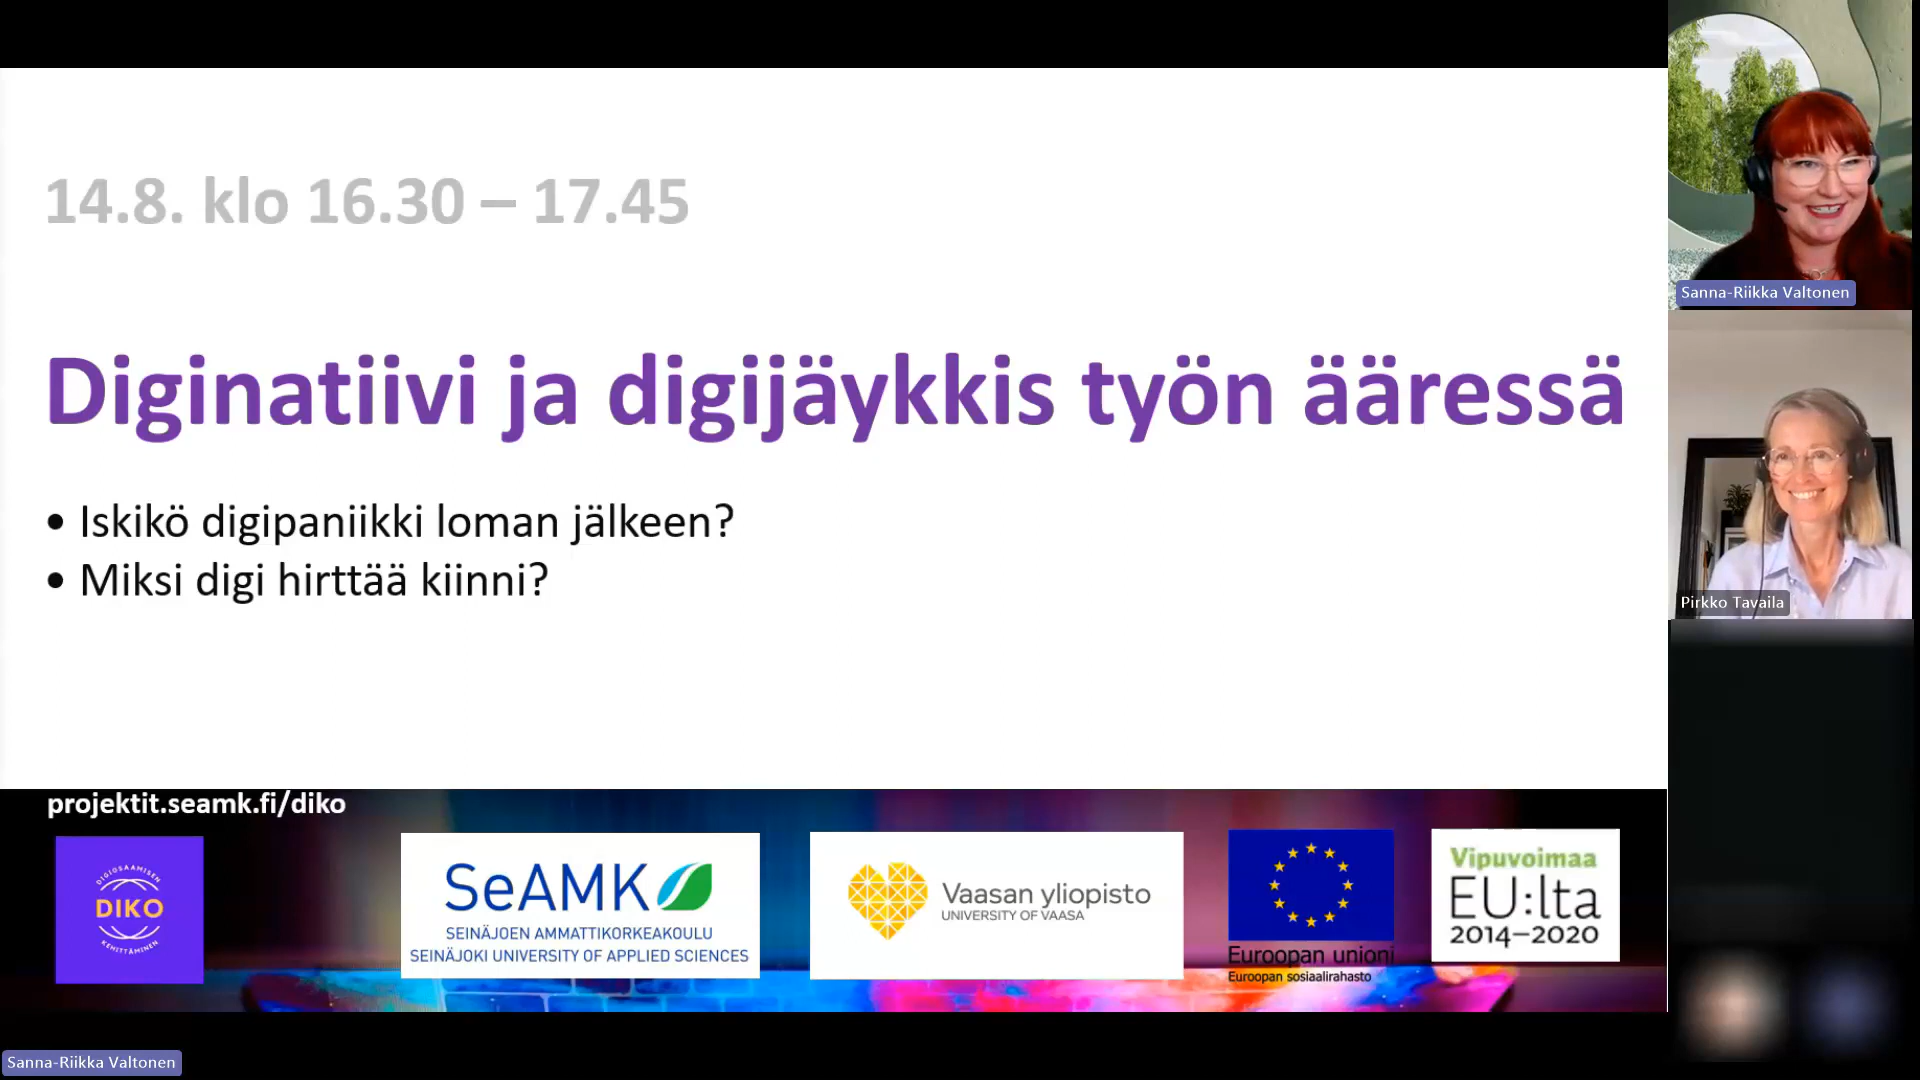 14.8. klo 16.30 – 17.45
Diginatiivi ja digijäykkis työn ääressä
• Iskikö digipaniikki loman jälkeen?
• Miksi digi hirttää kiinni?
projektit.seamk.fi/diko
DIGIOSAAMISEN
DIKO
KEHITTÄMINEN
SeAMK
SEINÄJOEN AMMATTIKORKEAKOULU
SEINÄJOKI UNIVERSITY OF APPLIED SCIENCES
Vaasan yliopisto
UNIVERSITY OF VAASA
Euroopan unioni
Euroopan sosiaalirahasto
Vipuvoimaa
EU:lta
2014–2020
Sanna-Riikka Valtonen
Pirkko Tavaila
Sanna-Riikka Valtonen